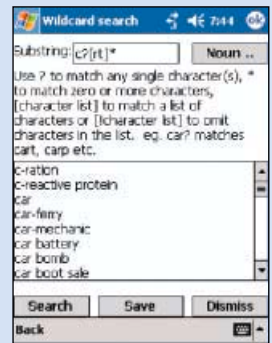 Wildcard search 7:44
Substring: c?[rt]* Noun ..
Use ? to match any single character(s), *
to match zero or more characters,
[character list] to match a list of
characters or [!character list] to omit
characters in the list. eg. car? matches
cart, carp etc.
c-ration
c-reactive protein
car
car-ferry
car-mechanic
car battery
car bomb
car boot sale
Search Save Dismiss
Back